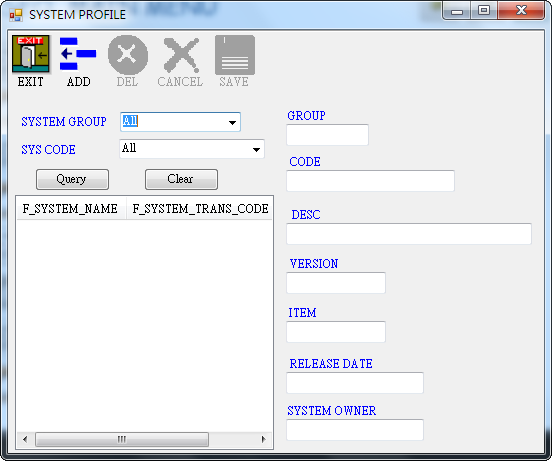 SYSTEM PROFILE
EXIT
EXIT ADD DEL CANCEL SAVE
SYSTEM GROUP All
SYS CODE All
Query Clear
F_SYSTEM_NAME F_SYSTEM_TRANS_CODE
GROUP
CODE
DESC
VERSION
ITEM
RELEASE DATE
SYSTEM OWNER